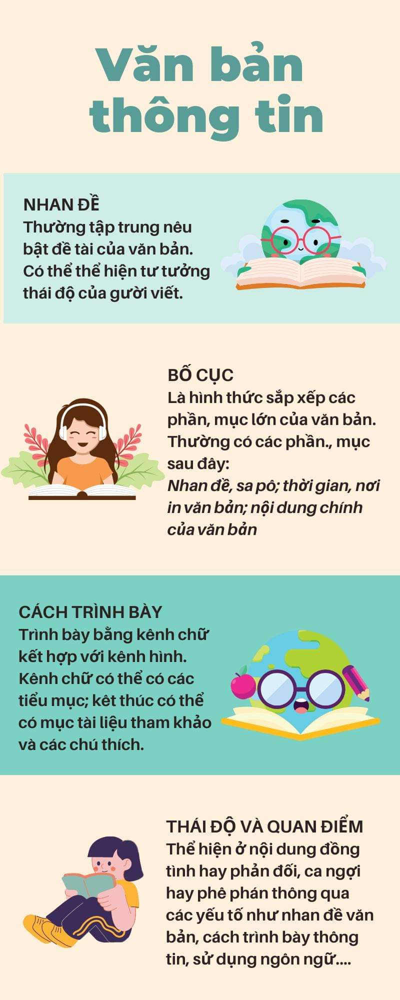 Văn bản
thông tin
NHAN ĐỀ
Thường tập trung nêu
bật đề tài của văn bản.
Có thể thể hiện tư tưởng
thái độ của gười viết.
BỐ CỤC
Là hình thức sắp xếp các
phần, mục lớn của văn bản.
Thường có các phần., mục
sau đây:
Nhan đề, sa pô; thời gian, nơi
in văn bản; nội dung chính
của văn bản
CÁCH TRÌNH BÀY
Trình bày bằng kênh chữ
kết hợp với kênh hình.
Kênh chữ có thể có các
tiểu mục; kêt thúc có thể
có mục tài liệu tham khảo
và các chú thích.
THÁI ĐỘ VÀ QUAN ĐIỂM
Thể hiện ở nội dung đồng
tình hay phản đối, ca ngợi
hay phê phán thông qua
các yếu tố như nhan đề văn
bản, cách trình bày thông
tin, sử dụng ngôn ngữ....